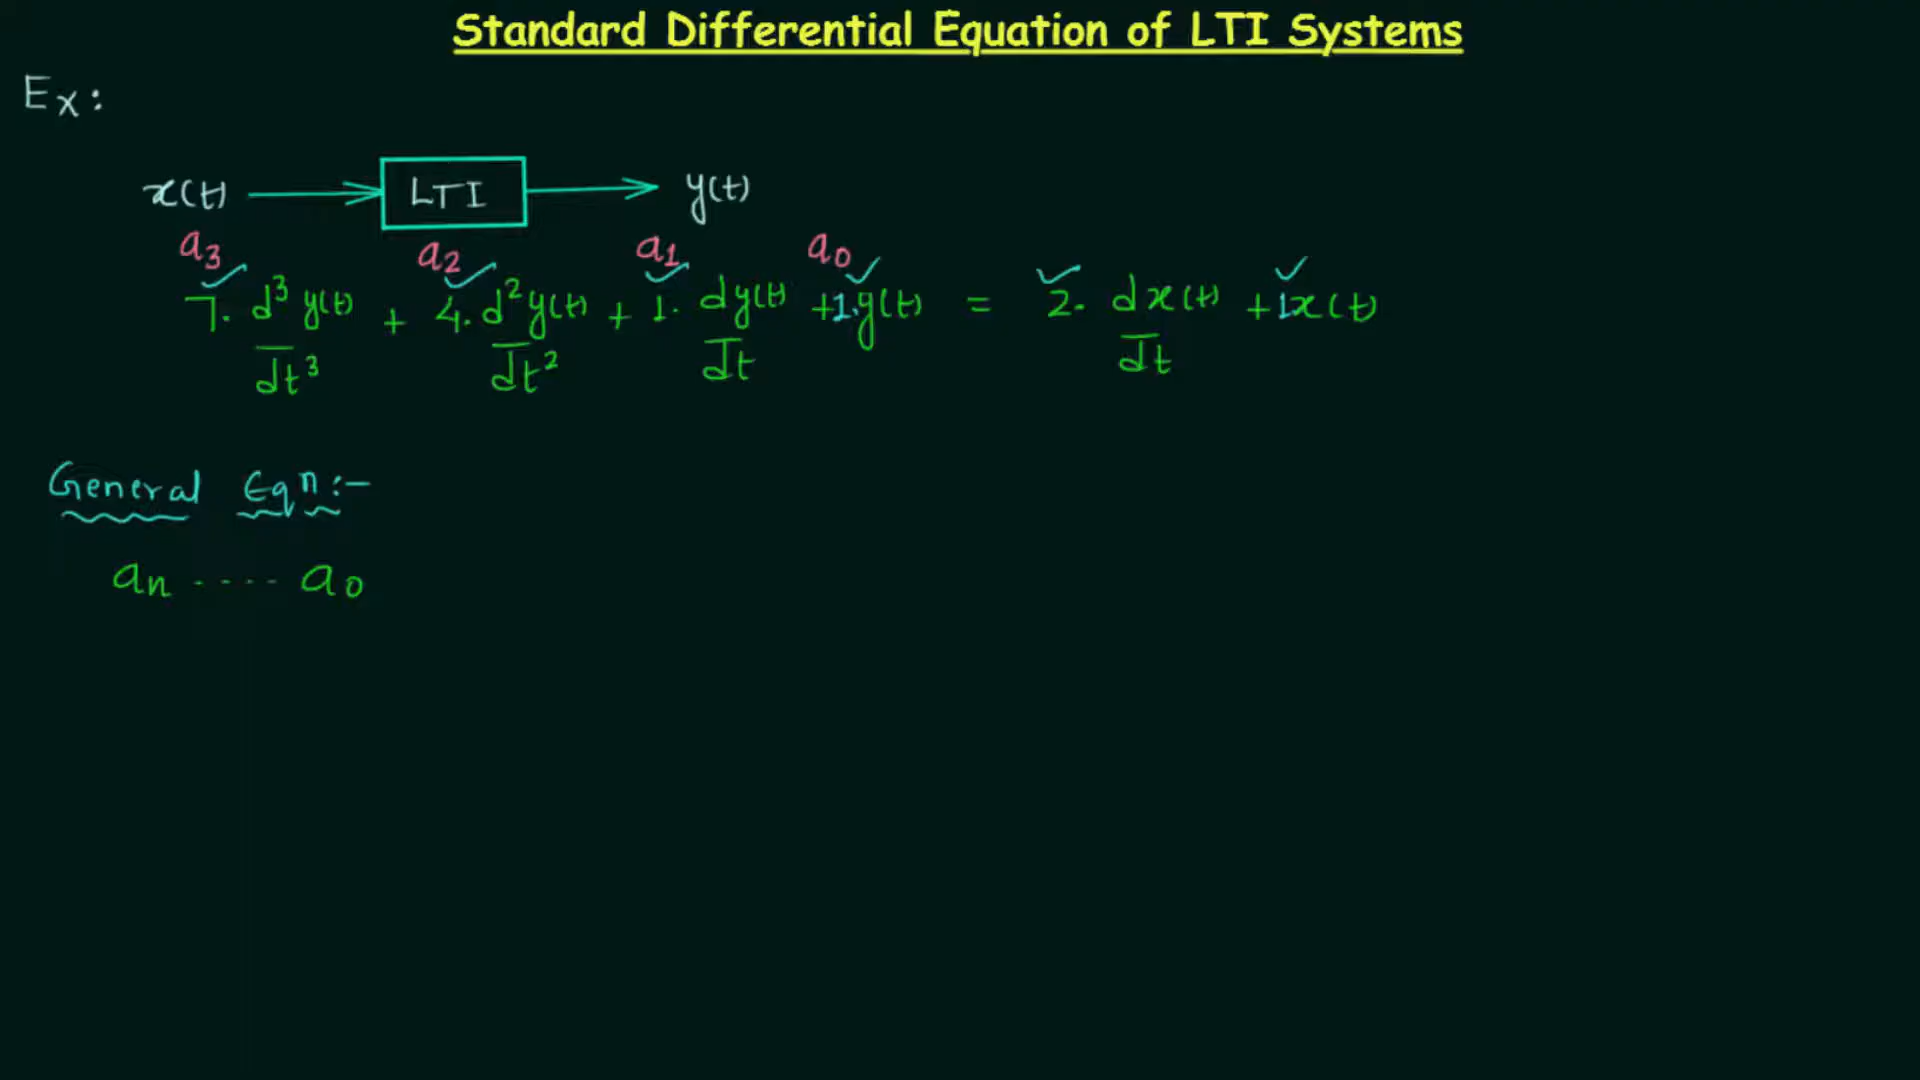 Standard Differential Equation of LTI Systems
Ex:
x(t) LTI y(t)
a3 a2 a1 a0
7. d³y(t)/dt³ + 4. d²y(t)/dt² + 1. dy(t)/dt + 1.y(t) = 2. dx(t)/dt + 1x(t)
General Eqn:-
an ..... a0